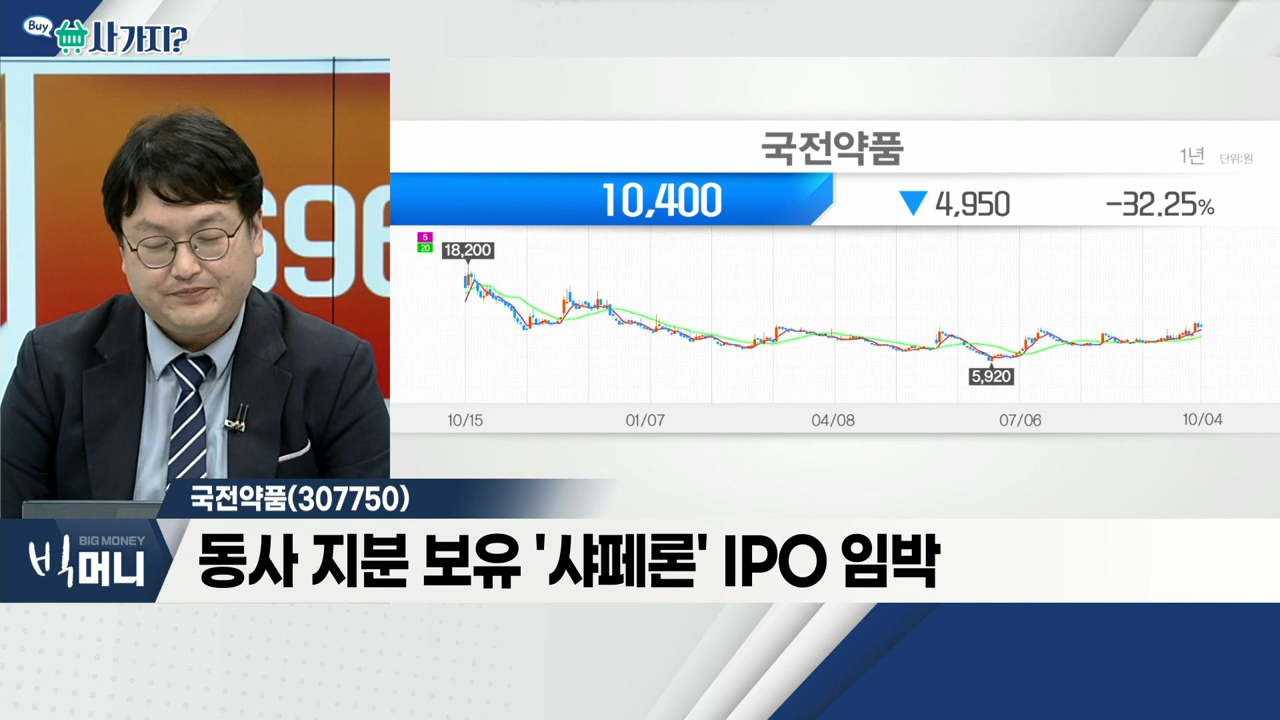 Buy
사가지?
696
국전약품
1년 단위:원
10,400 ▼ 4,950 -32.25%
5
20
18,200
5,920
10/15 01/07 04/08 07/06 10/04
국전약품(307750)
BIG MONEY
빅머니
동사 지분 보유 '샤페론' IPO 임박